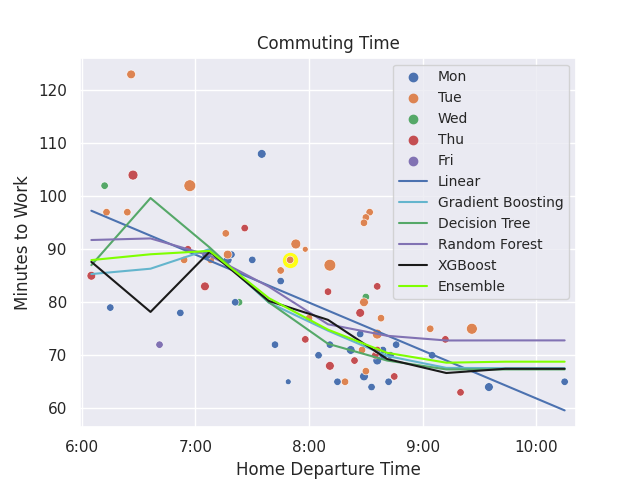 Commuting Time
Minutes to Work
120
110
100
90
80
70
60
6:00
7:00
8:00
9:00
10:00
Home Departure Time
Mon
Tue
Wed
Thu
Fri
Linear
Gradient Boosting
Decision Tree
Random Forest
XGBoost
Ensemble